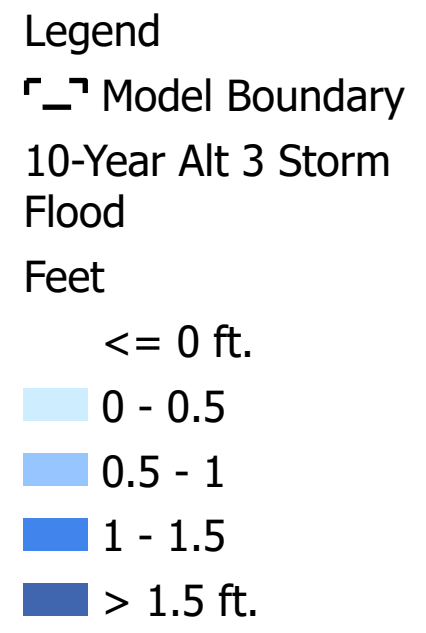 Legend
Model Boundary
10-Year Alt 3 Storm
Flood
Feet
<= 0 ft.
0 - 0.5
0.5 - 1
1 - 1.5
> 1.5 ft.